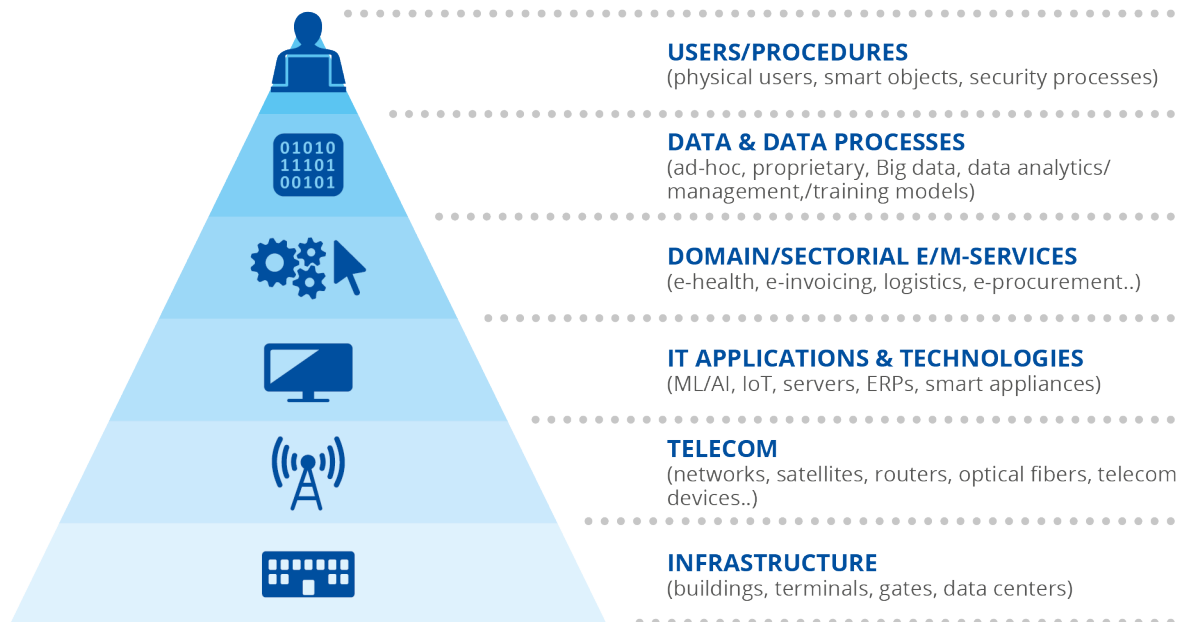 USERS/PROCEDURES
(physical users, smart objects, security processes)
01010
11101
00101
DATA & DATA PROCESSES
(ad-hoc, proprietary, Big data, data analytics/
management,/training models)
DOMAIN/SECTORIAL E/M-SERVICES
(e-health, e-invoicing, logistics, e-procurement..)
IT APPLICATIONS & TECHNOLOGIES
(ML/AI, IoT, servers, ERPs, smart appliances)
TELECOM
(networks, satellites, routers, optical fibers, telecom
devices..)
INFRASTRUCTURE
(buildings, terminals, gates, data centers)